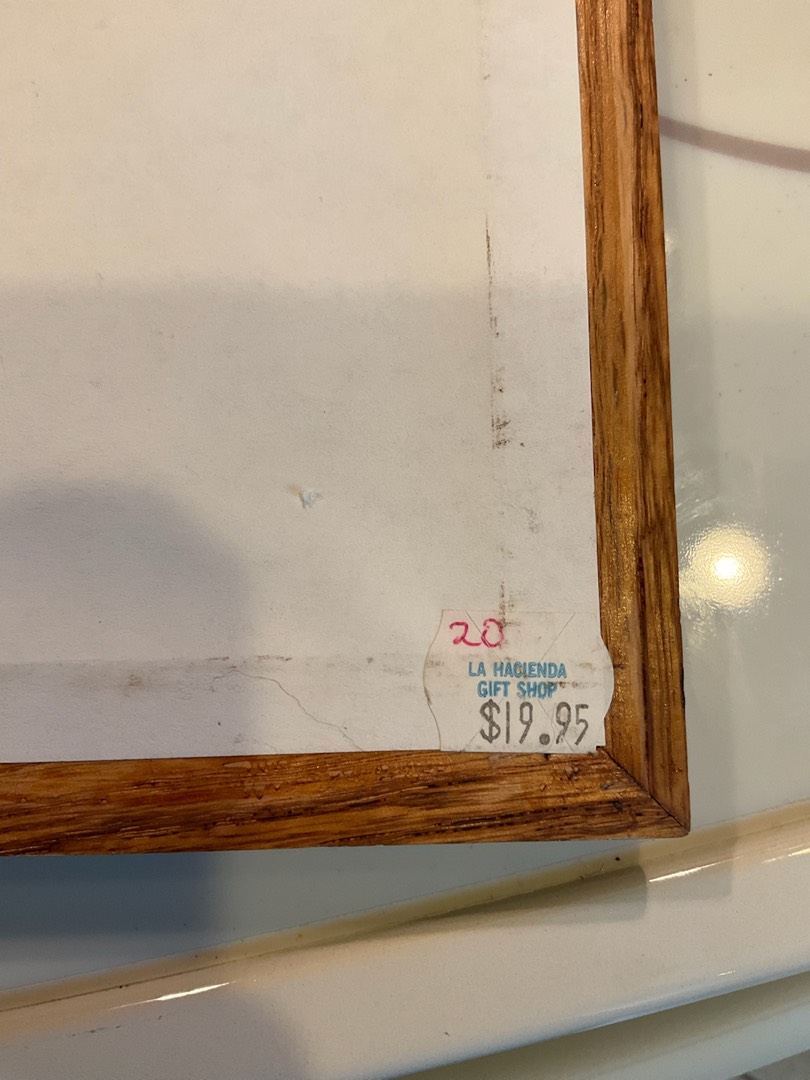 20
LA HACIENDA
GIFT SHOP
$19.95